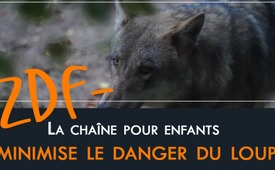 ZDF-
LA CHAÎNE POUR ENFANTS
MINIMISE LE DANGER DU LOUP